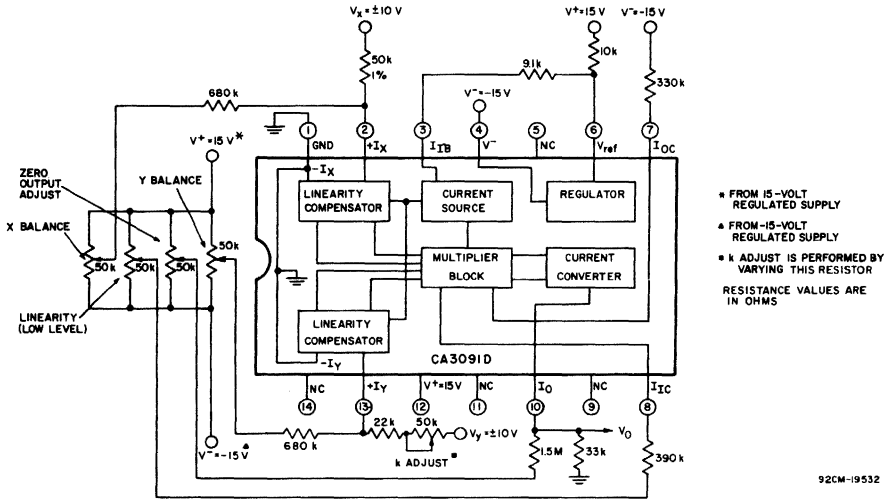 Vx = ±10 V
V+ = 15 V
V- = -15V
50k
1%
10k
9.1k
330k
680k
V- = -15V
1
2
3
4
5
6
7
GND
+IX
IIB
V-
NC
Vref
IOC
V+ = 15 V*
ZERO
OUTPUT
ADJUST
Y BALANCE
X BALANCE
-IX
LINEARITY
COMPENSATOR
CURRENT
SOURCE
REGULATOR
50k
50k
50k
50k
MULTIPLIER
BLOCK
CURRENT
CONVERTER
LINEARITY
(LOW LEVEL)
LINEARITY
COMPENSATOR
-IY
CA3091D
* FROM 15-VOLT
REGULATED SUPPLY
▲ FROM -15-VOLT
REGULATED SUPPLY
■ k ADJUST IS PERFORMED BY
VARYING THIS RESISTOR
RESISTANCE VALUES ARE
IN OHMS
NC
+IY
V+=15V
NC
IO
NC
IIC
14
13
12
11
10
9
8
V- = -15V▲
680k
22k
50k
Vy = ±10V
k ADJUST■
VO
1.5M
33k
390k
92CM-19532